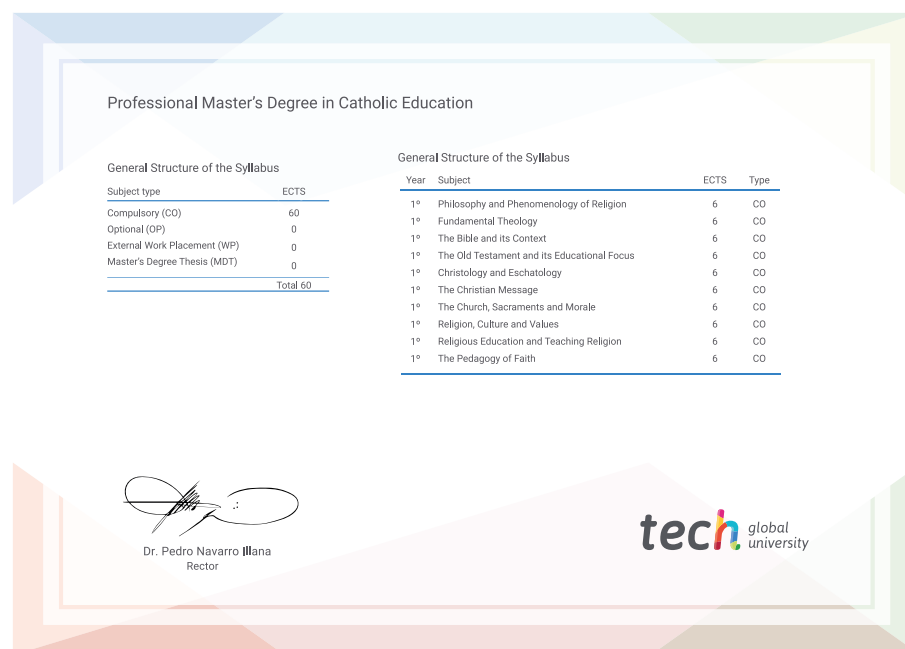 Professional Master's Degree in Catholic Education
General Structure of the Syllabus
Subject type ECTS
Compulsory (CO) 60
Optional (OP) 0
External Work Placement (WP) 0
Master's Degree Thesis (MDT) 0
Total 60
General Structure of the Syllabus
Year Subject ECTS Type
1º Philosophy and Phenomenology of Religion 6 CO
1º Fundamental Theology 6 CO
1º The Bible and its Context 6 CO
1º The Old Testament and its Educational Focus 6 CO
1º Christology and Eschatology 6 CO
1º The Christian Message 6 CO
1º The Church, Sacraments and Morale 6 CO
1º Religion, Culture and Values 6 CO
1º Religious Education and Teaching Religion 6 CO
1º The Pedagogy of Faith 6 CO
Dr. Pedro Navarro Illana
Rector
tech global
university